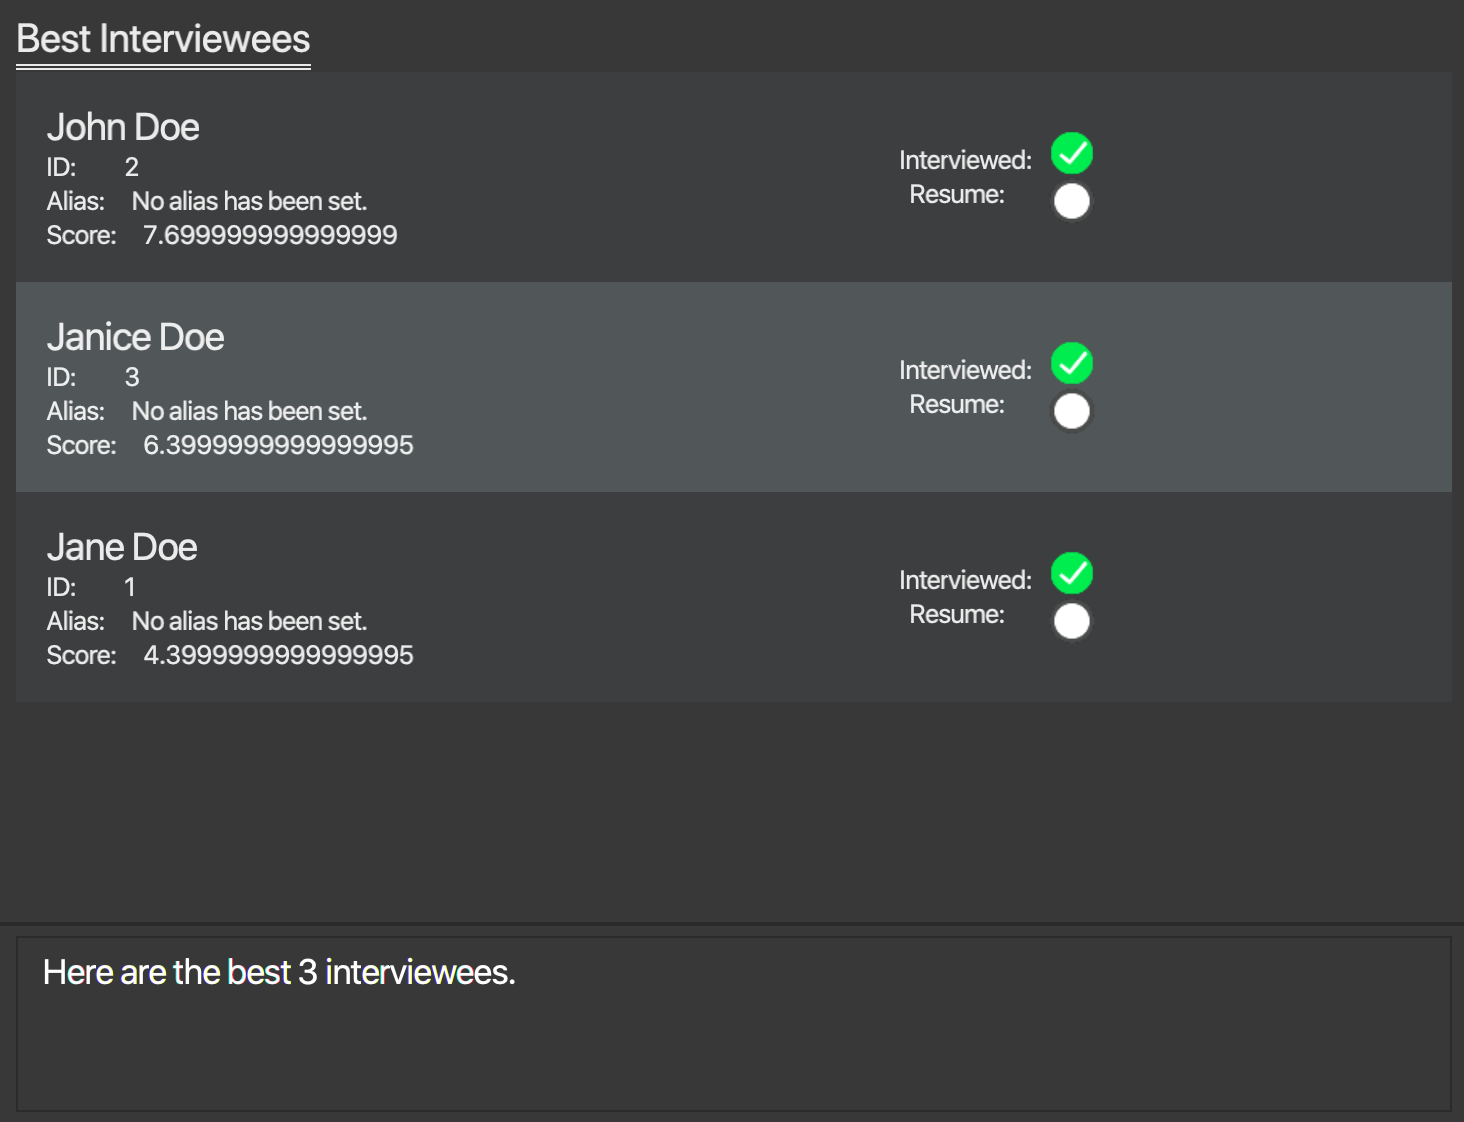 Best Interviewees
John Doe
ID: 2
Alias: No alias has been set.
Score: 7.699999999999999
Interviewed:
Resume:
Janice Doe
ID: 3
Alias: No alias has been set.
Score: 6.3999999999999995
Interviewed:
Resume:
Jane Doe
ID: 1
Alias: No alias has been set.
Score: 4.3999999999999995
Interviewed:
Resume:
Here are the best 3 interviewees.